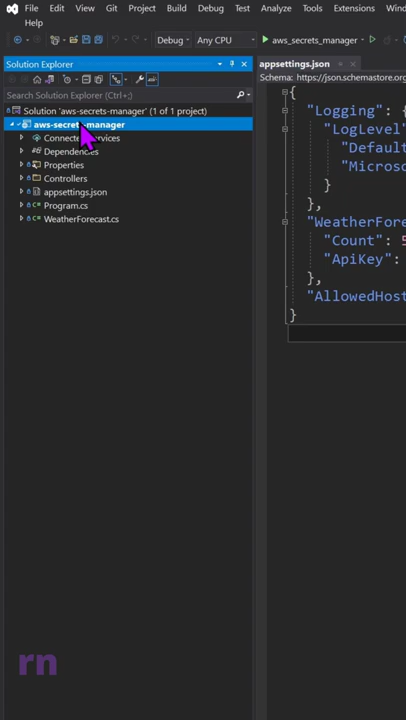 File Edit View Git Project Build Debug Test Analyze Tools Extensions Wind
Help
Debug Any CPU aws_secrets_manager
Solution Explorer
appsettings.json
Schema: https://json.schemastore.org
Search Solution Explorer (Ctrl+;)
Solution 'aws-secrets-manager' (1 of 1 project)
aws-secrets-manager
Connected Services
Dependencies
Properties
Controllers
appsettings.json
Program.cs
WeatherForecast.cs
{
"Logging": {
"LogLevel"
"Default
"Microso
}
},
"WeatherFore
"Count": 5
"ApiKey":
},
"AllowedHost
}
rn